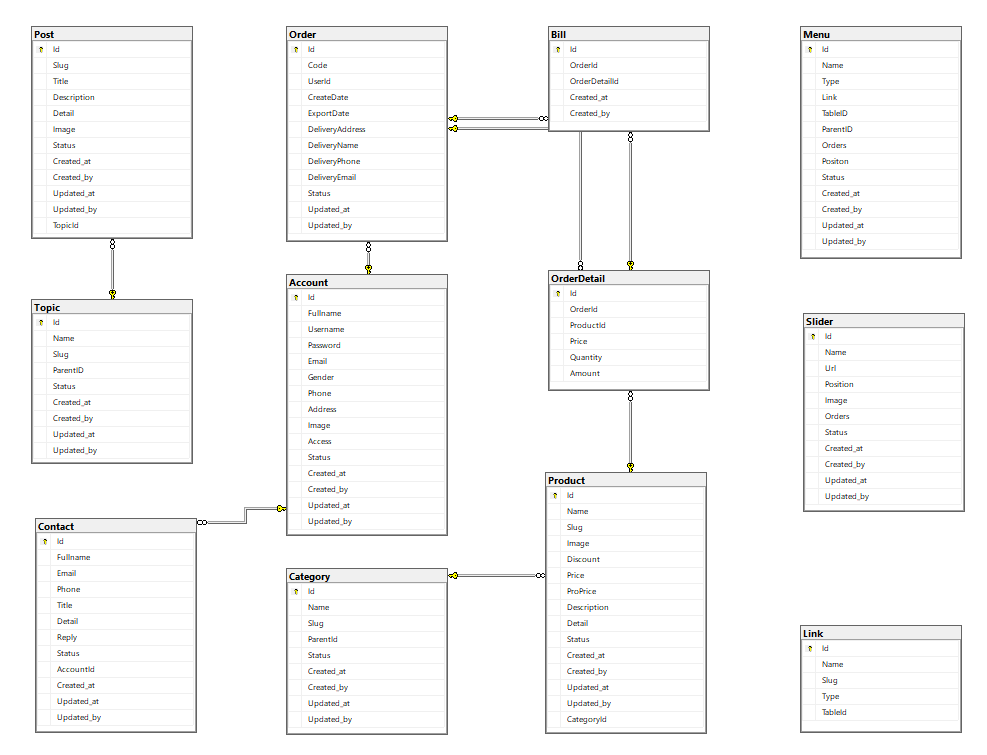 Post
Id
Slug
Title
Description
Detail
Image
Status
Created_at
Created_by
Updated_at
Updated_by
TopicId
Order
Id
Code
UserId
CreateDate
ExportDate
DeliveryAddress
DeliveryName
DeliveryPhone
DeliveryEmail
Status
Updated_at
Updated_by
Bill
Id
OrderId
OrderDetailId
Created_at
Created_by
Menu
Id
Name
Type
Link
TableID
ParentID
Orders
Positon
Status
Created_at
Created_by
Updated_at
Updated_by
Topic
Id
Name
Slug
ParentID
Status
Created_at
Created_by
Updated_at
Updated_by
Account
Id
Fullname
Username
Password
Email
Gender
Phone
Address
Image
Access
Status
Created_at
Created_by
Updated_at
Updated_by
OrderDetail
Id
OrderId
ProductId
Price
Quantity
Amount
Slider
Id
Name
Url
Position
Image
Orders
Status
Created_at
Created_by
Updated_at
Updated_by
Contact
Id
Fullname
Email
Phone
Title
Detail
Reply
Status
AccountId
Created_at
Updated_at
Updated_by
Category
Id
Name
Slug
ParentId
Status
Created_at
Created_by
Updated_at
Updated_by
Product
Id
Name
Slug
Image
Discount
Price
ProPrice
Description
Detail
Status
Created_at
Created_by
Updated_at
Updated_by
CategoryId
Link
Id
Name
Slug
Type
TableId